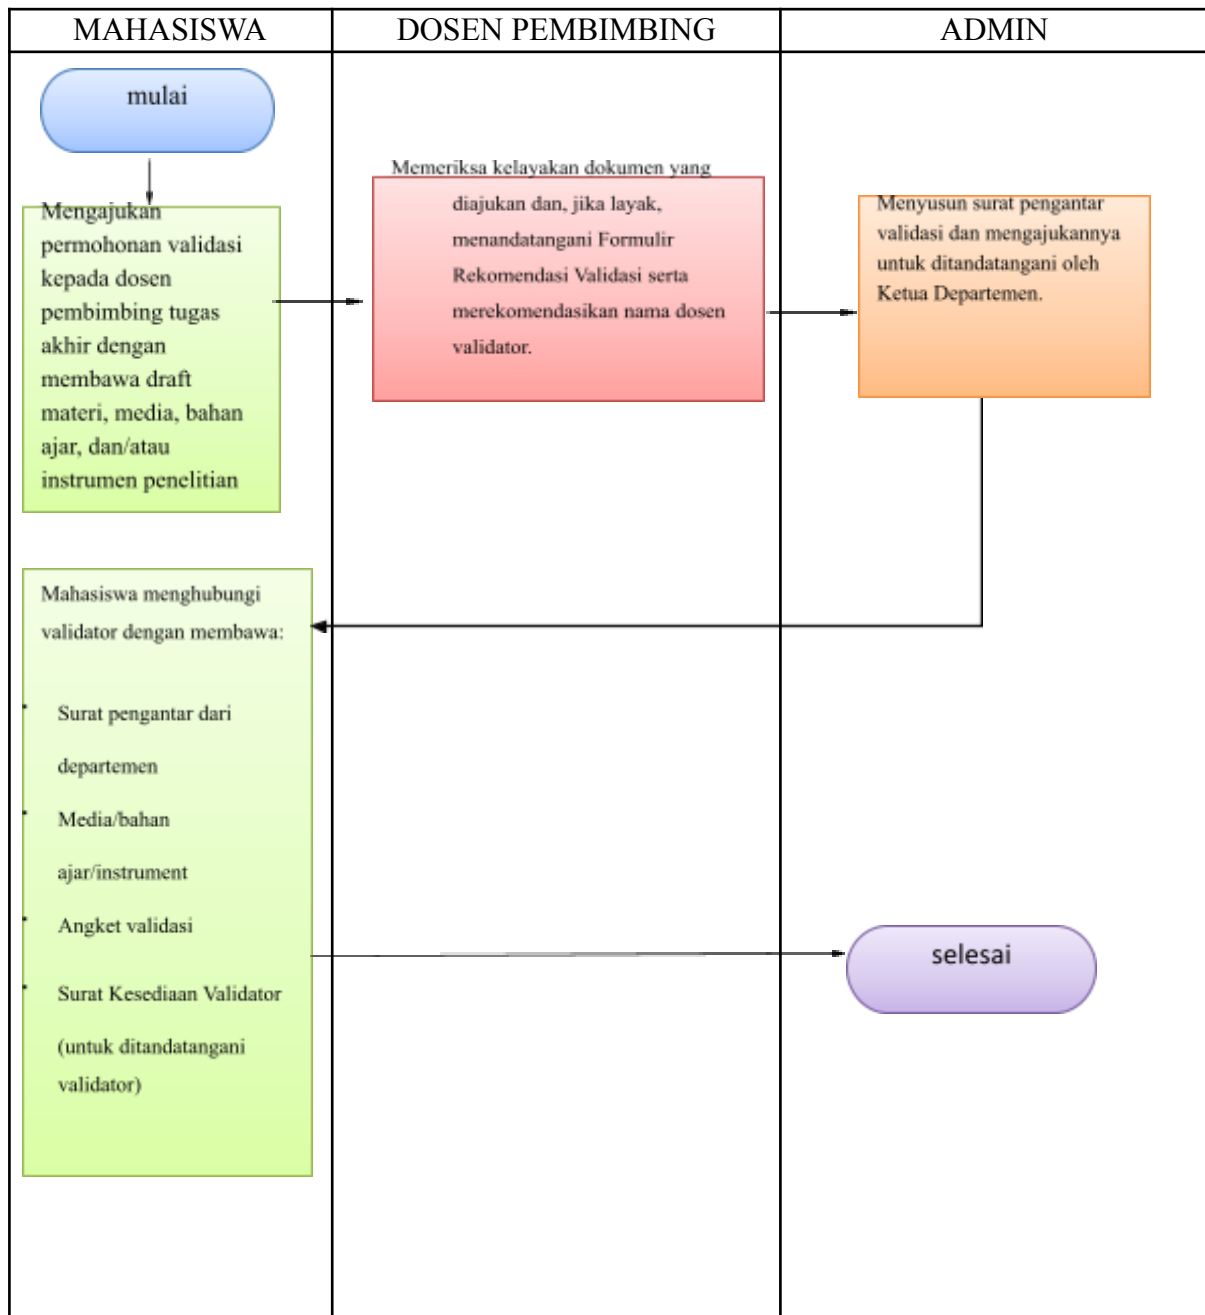 MAHASISWA
DOSEN PEMBIMBING
ADMIN
mulai
Mengajukan
permohonan validasi
kepada dosen
pembimbing tugas
akhir dengan
membawa draft
materi, media, bahan
ajar, dan/atau
instrumen penelitian
Memeriksa kelayakan dokumen yang
diajukan dan, jika layak,
menandatangani Formulir
Rekomendasi Validasi serta
merekomendasikan nama dosen
validator.
Menyusun surat pengantar
validasi dan mengajukannya
untuk ditandatangani oleh
Ketua Departemen.
Mahasiswa menghubungi
validator dengan membawa:
Surat pengantar dari
departemen
Media/bahan
ajar/instrument
Angket validasi
Surat Kesediaan Validator
(untuk ditandatangani
validator)
selesai